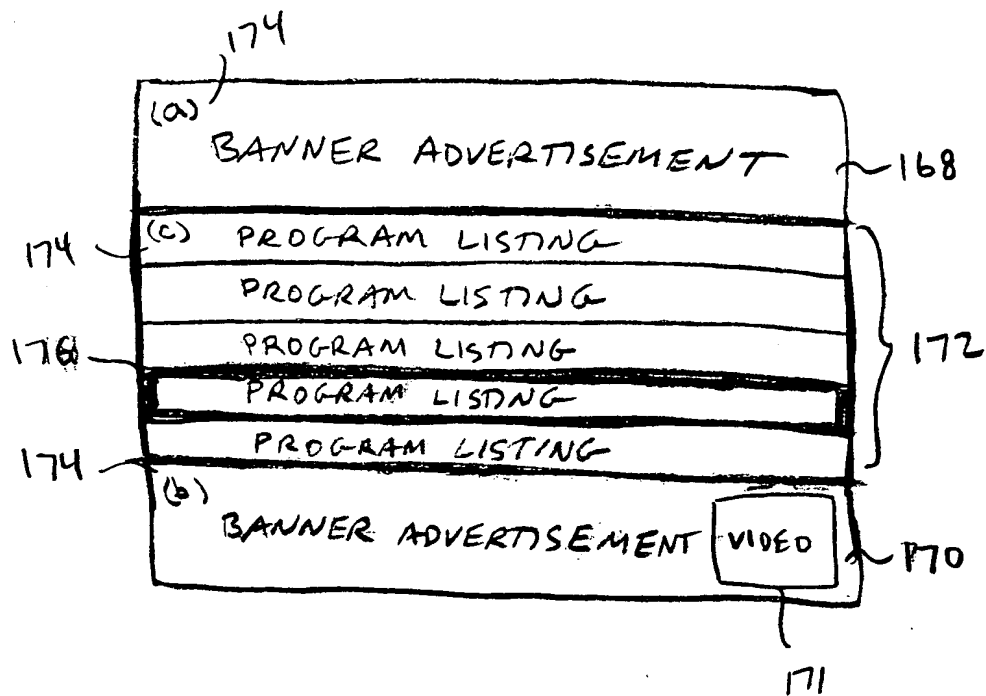 174
(a)
BANNER ADVERTISEMENT
168
174 (c) PROGRAM LISTING
PROGRAM LISTING
PROGRAM LISTING
172
176
PROGRAM LISTING
174
PROGRAM LISTING
(b)
BANNER ADVERTISEMENT VIDEO
170
171